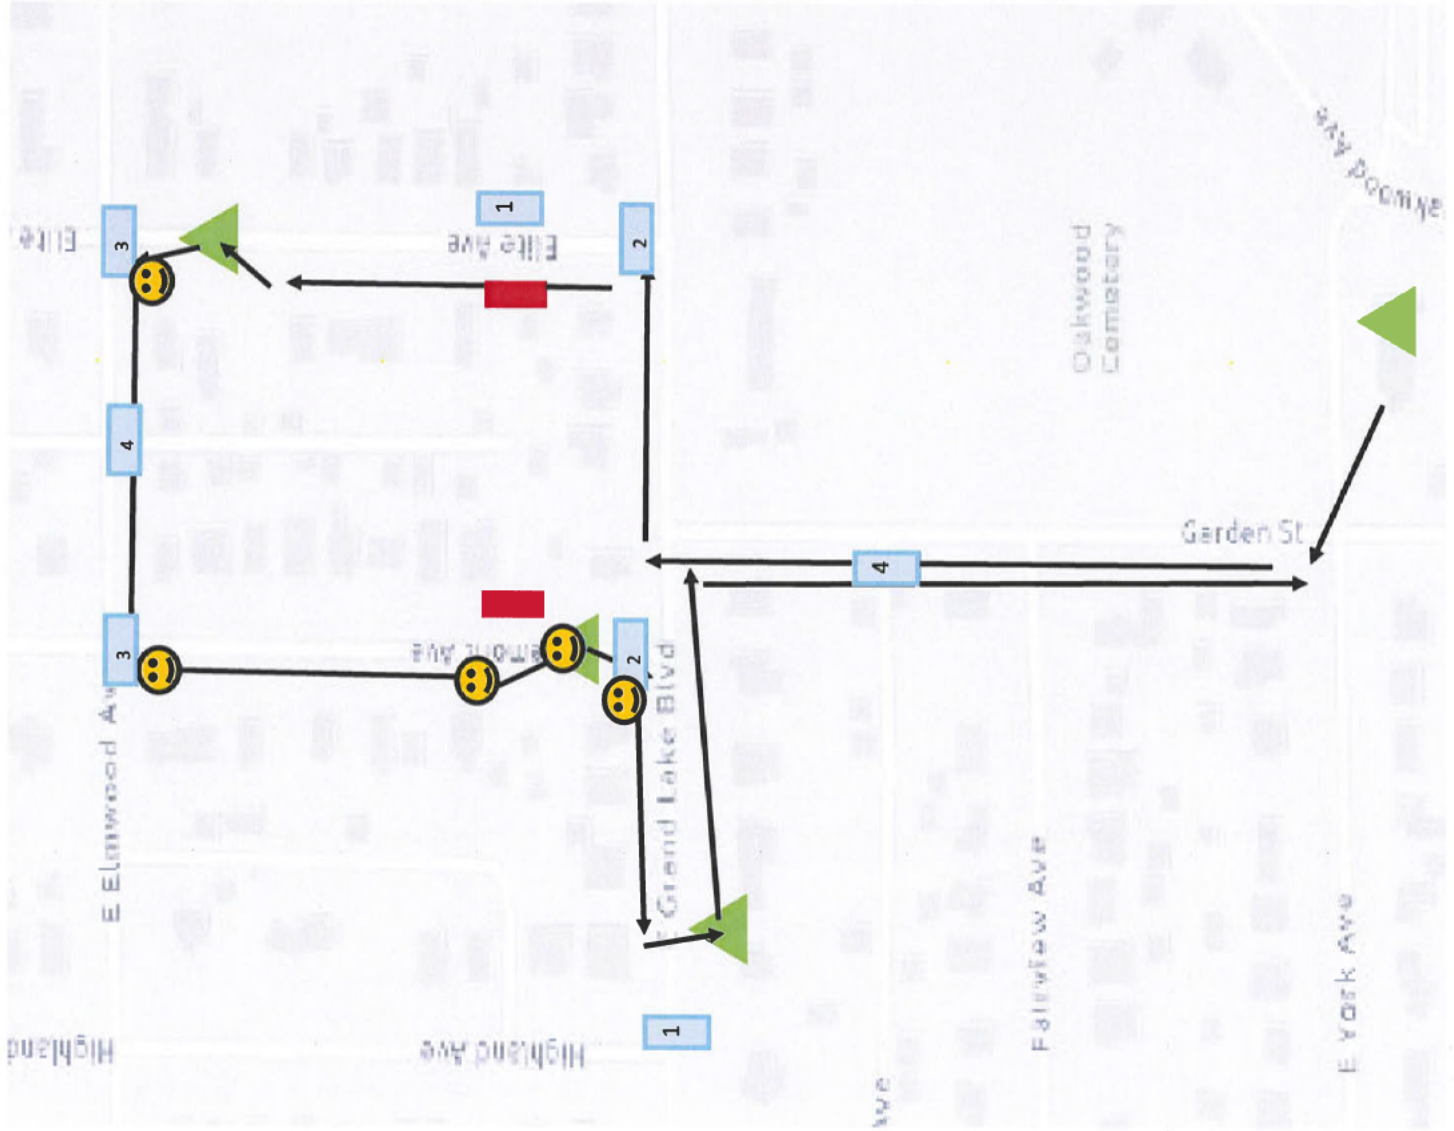 Elite
3
1
Elite Ave
2
4
Oakwood
Cemetery
Garden St
4
3
2
E Elmwood Av
Grand Lake Blvd
Fairview Ave
E York Ave
Highland
Highland Ave
1
Ave